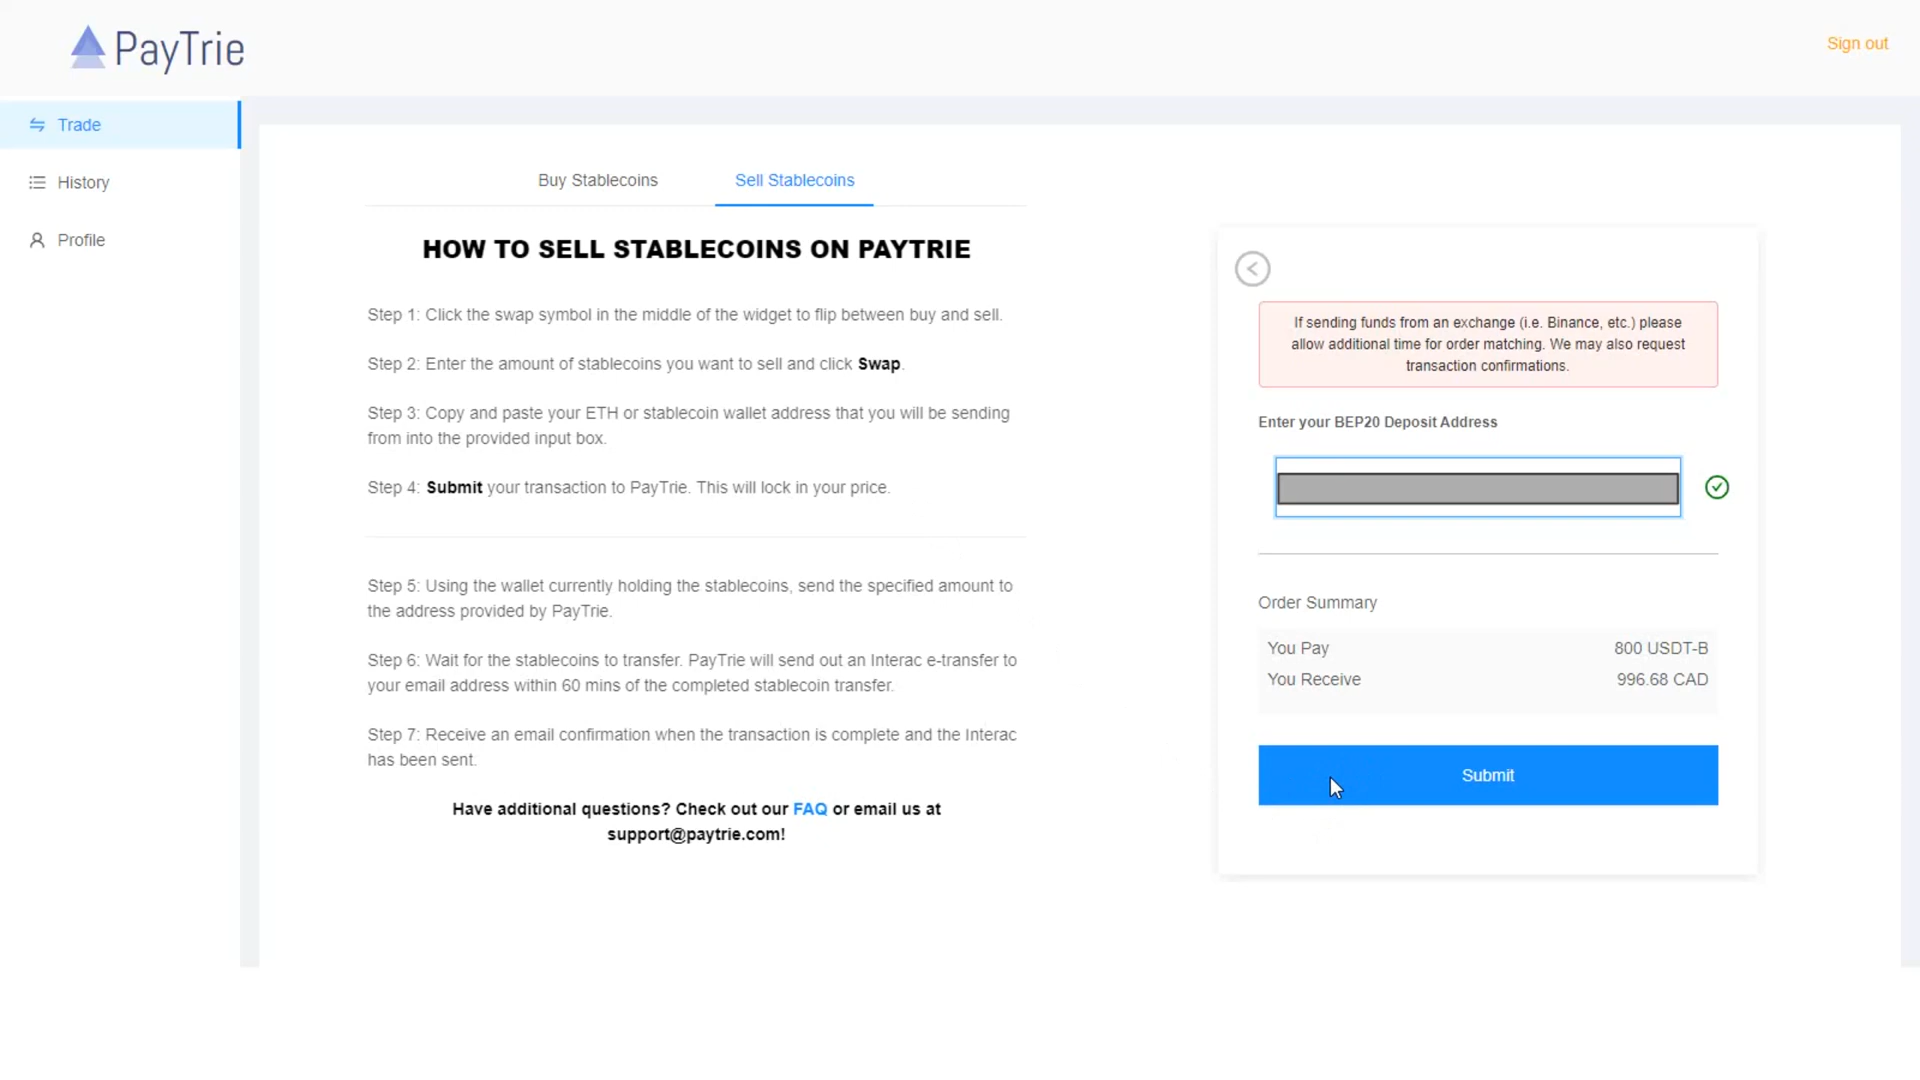 PayTrie
Sign out
Trade
History
Profile
Buy Stablecoins
Sell Stablecoins
HOW TO SELL STABLECOINS ON PAYTRIE
Step 1: Click the swap symbol in the middle of the widget to flip between buy and sell.
Step 2: Enter the amount of stablecoins you want to sell and click Swap.
Step 3: Copy and paste your ETH or stablecoin wallet address that you will be sending
from into the provided input box.
Step 4: Submit your transaction to PayTrie. This will lock in your price.
Step 5: Using the wallet currently holding the stablecoins, send the specified amount to
the address provided by PayTrie.
Step 6: Wait for the stablecoins to transfer. PayTrie will send out an Interac e-transfer to
your email address within 60 mins of the completed stablecoin transfer.
Step 7: Receive an email confirmation when the transaction is complete and the Interac
has been sent.
Have additional questions? Check out our FAQ or email us at
support@paytrie.com!
If sending funds from an exchange (i.e. Binance, etc.) please
allow additional time for order matching. We may also request
transaction confirmations.
Enter your BEP20 Deposit Address
Order Summary
You Pay 800 USDT-B
You Receive 996.68 CAD
Submit